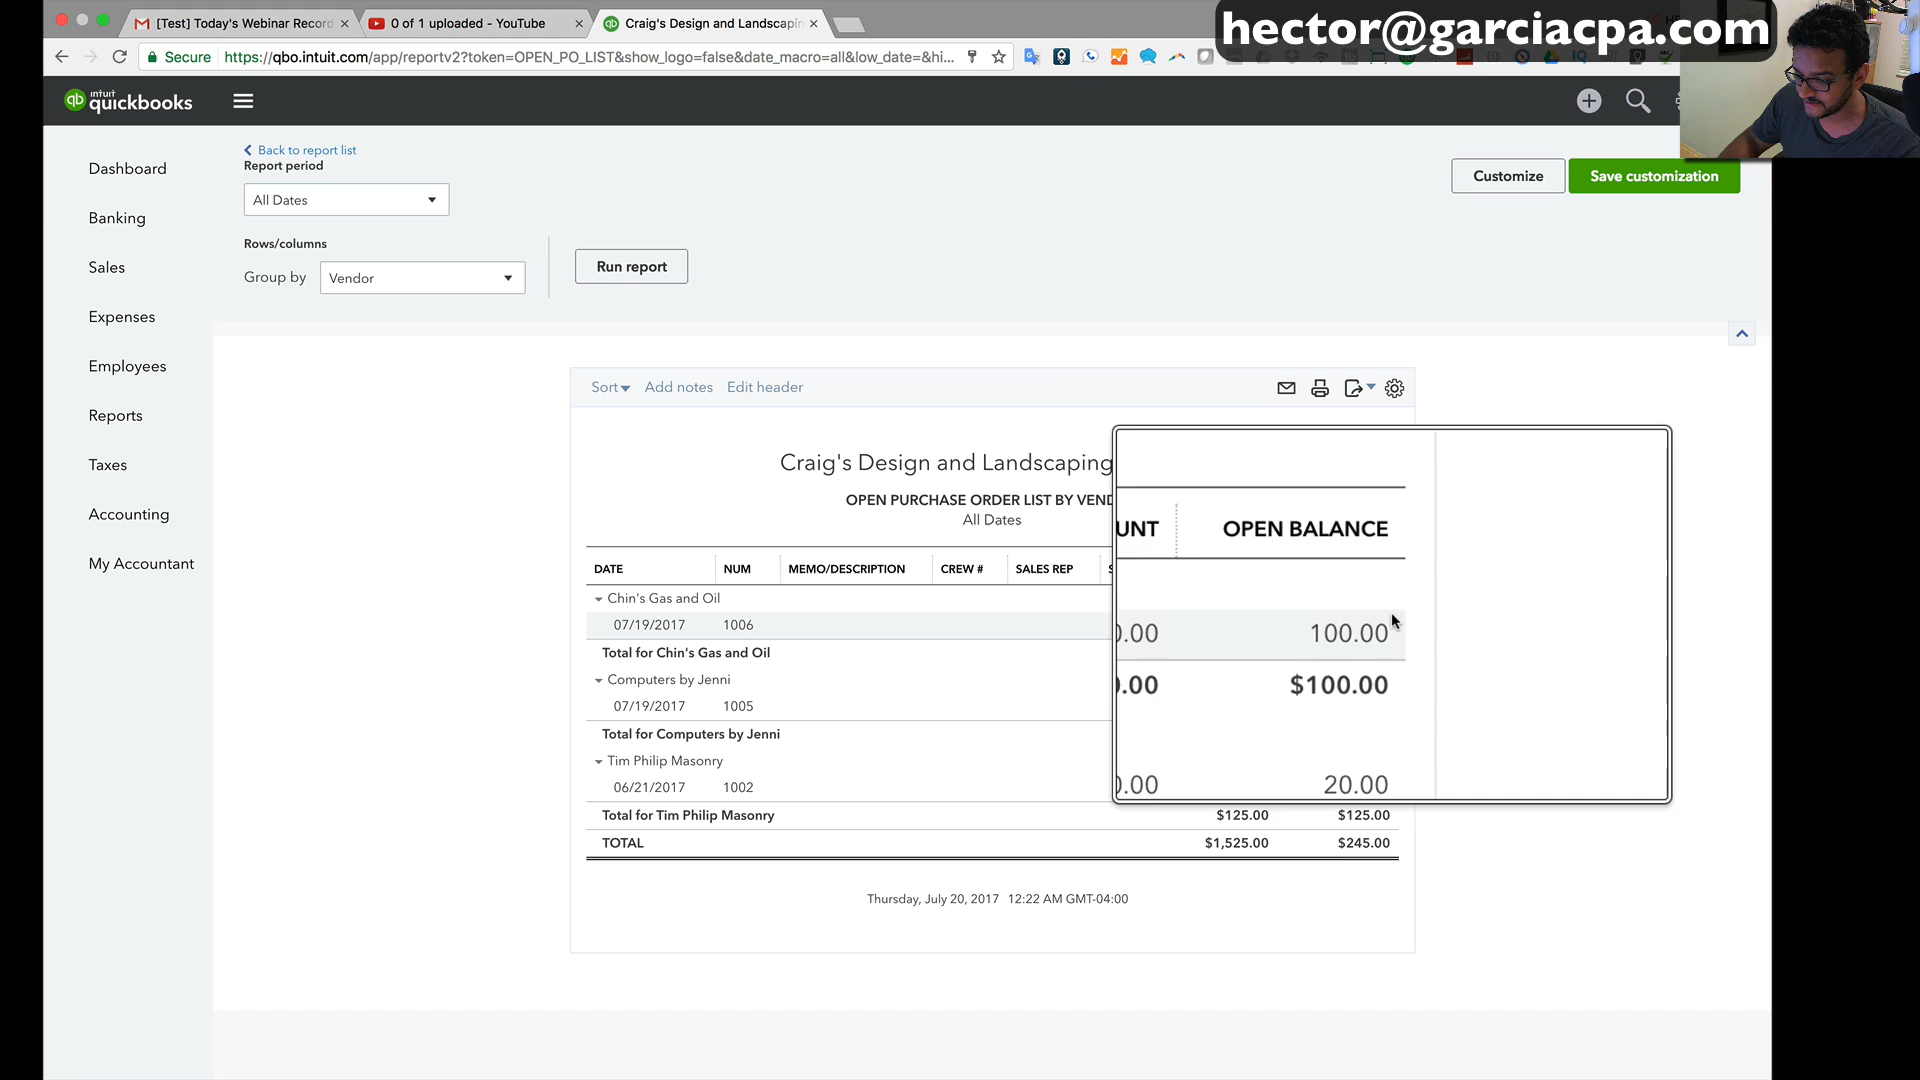 [Test] Today's Webinar Record
0 of 1 uploaded - YouTube
Craig's Design and Landscapin
hector@garciacpa.com
Secure
https://qbo.intuit.com/app/reportv2?token=OPEN_PO_LIST&show_logo=false&date_macro=all&low_date=&hi...
intuit
quickbooks
Dashboard
Banking
Sales
Expenses
Employees
Reports
Taxes
Accounting
My Accountant
Back to report list
Report period
All Dates
Rows/columns
Group by
Vendor
Run report
Customize
Save customization
Sort
Add notes
Edit header
Craig's Design and Landscaping
OPEN PURCHASE ORDER LIST BY VEND
All Dates
DATE NUM MEMO/DESCRIPTION CREW # SALES REP
UNT OPEN BALANCE
Chin's Gas and Oil
07/19/2017 1006
0.00 100.00
Total for Chin's Gas and Oil
0.00 $100.00
Computers by Jenni
07/19/2017 1005
0.00 20.00
Total for Computers by Jenni
Tim Philip Masonry
06/21/2017 1002
Total for Tim Philip Masonry $125.00 $125.00
TOTAL $1,525.00 $245.00
Thursday, July 20, 2017 12:22 AM GMT-04:00